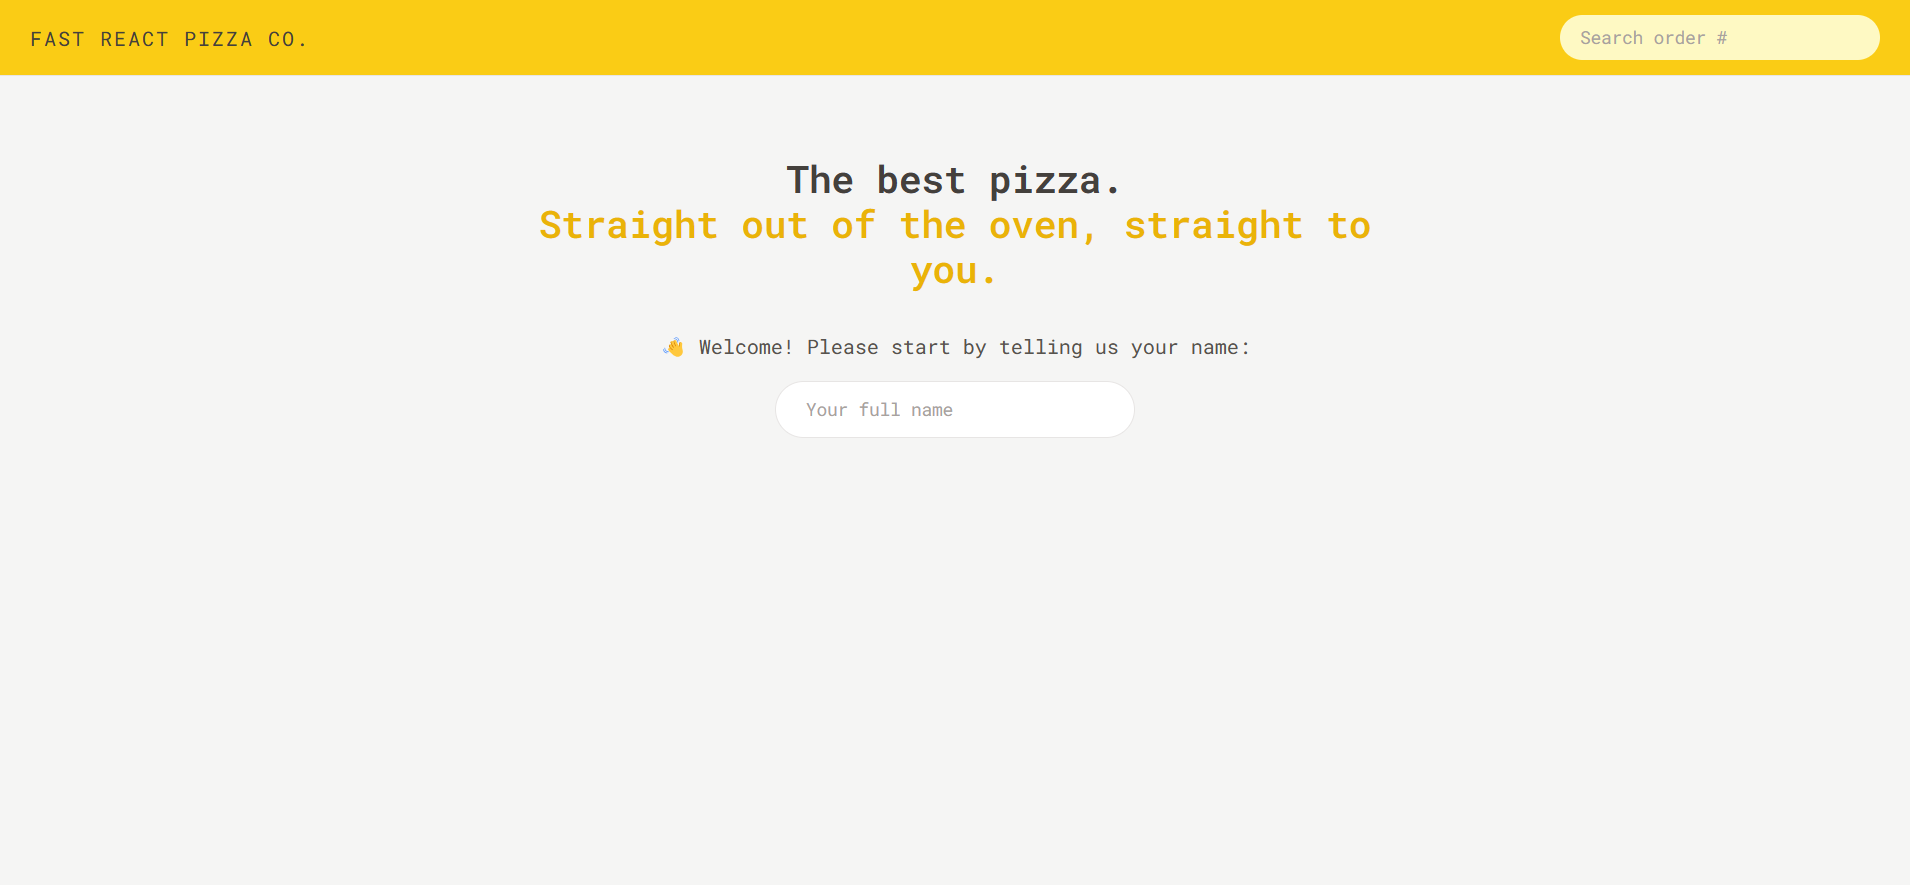 FAST REACT PIZZA CO.
Search order #
The best pizza.
Straight out of the oven, straight to
you.
👋 Welcome! Please start by telling us your name:
Your full name